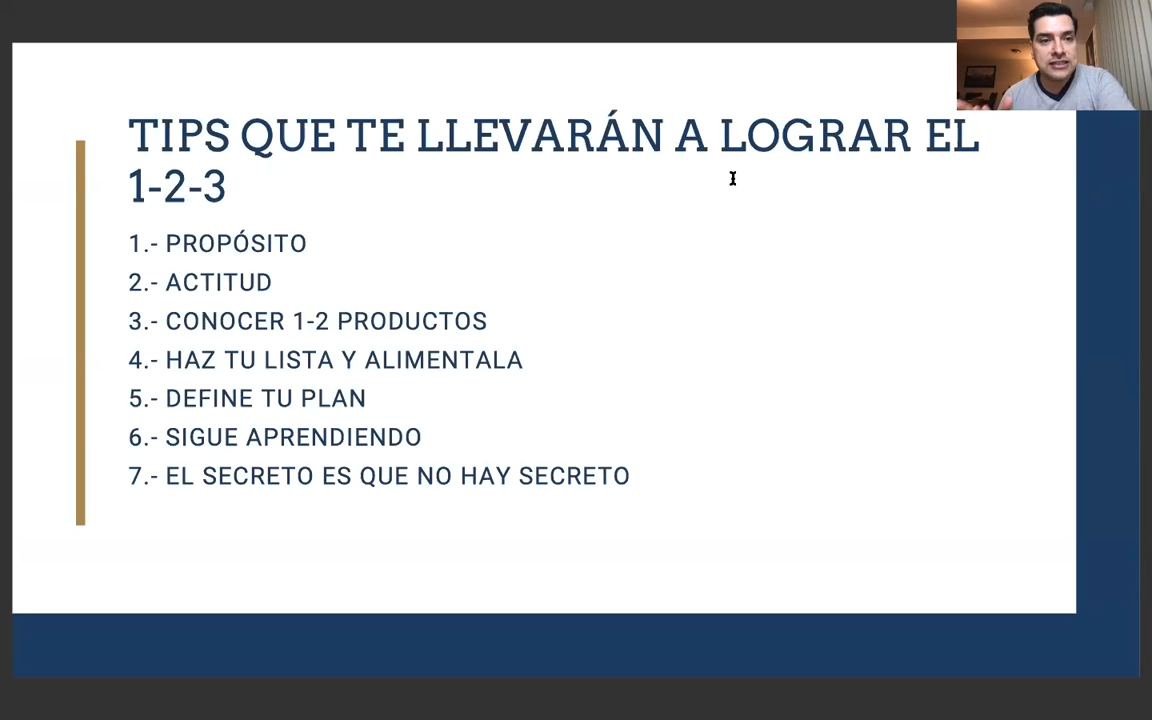 TIPS QUE TE LLEVARÁN A LOGRAR EL
1-2-3
1.- PROPÓSITO
2.- ACTITUD
3.- CONOCER 1-2 PRODUCTOS
4.- HAZ TU LISTA Y ALIMENTALA
5.- DEFINE TU PLAN
6.- SIGUE APRENDIENDO
7.- EL SECRETO ES QUE NO HAY SECRETO